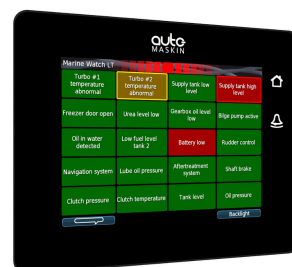 auto
MASKIN
Marine Watch LT
Turbo #1
temperature
abnormal
Turbo #2
temperature
abnormal
Supply tank low
level
Supply tank high
level
Freezer door open
Urea level low
Gearbox oil level
low
Bilge pump active
Oil in water
detected
Low fuel level
tank 2
Battery low
Rudder control
Navigation system
Lube oil pressure
Aftertreatment
system
Shaft brake
Clutch pressure
Clutch temperature
Tank level
Oil pressure
Backlight